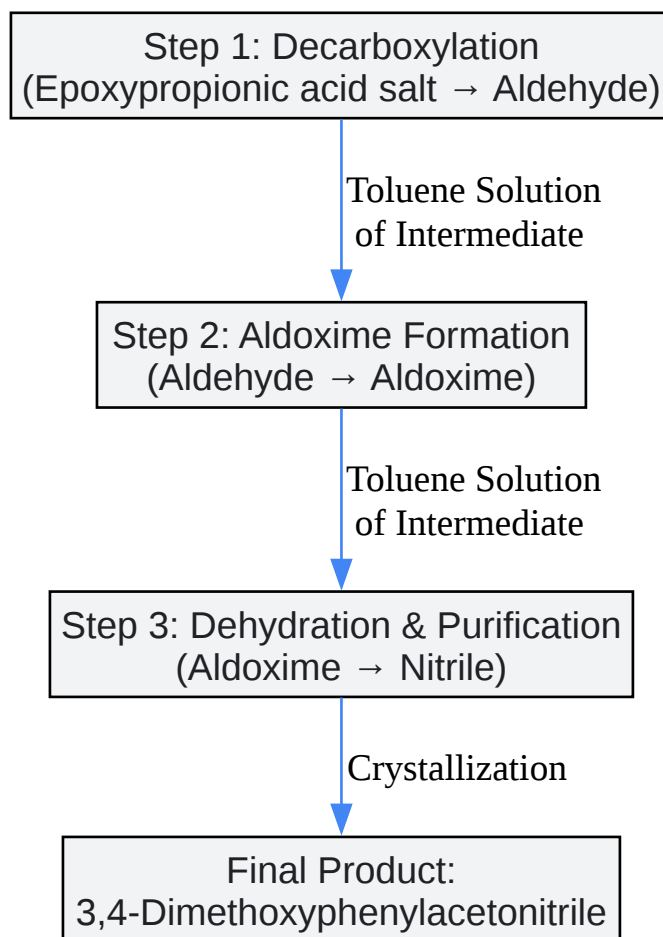 Step 1: Decarboxylation
(Epoxypropionic acid salt → Aldehyde)
Toluene Solution
of Intermediate
Step 2: Aldoxime Formation
(Aldehyde → Aldoxime)
Toluene Solution
of Intermediate
Step 3: Dehydration & Purification
(Aldoxime → Nitrile)
Crystallization
Final Product:
3,4-Dimethoxyphenylacetonitrile